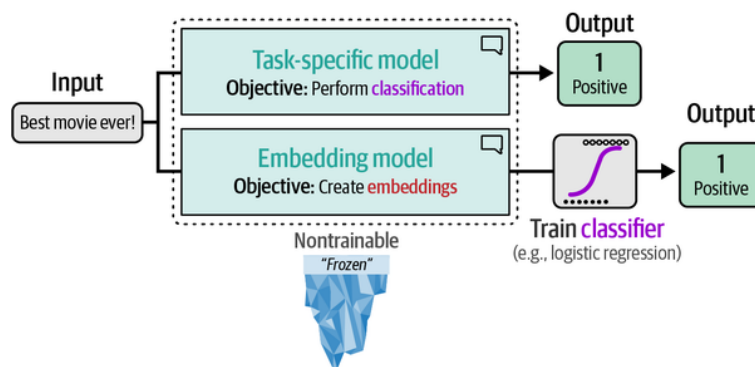 Output
Task-specific model
Objective: Perform classification
1
Positive
Input
Best movie ever!
Output
Embedding model
Objective: Create embeddings
1
Positive
Train classifier
(e.g., logistic regression)
Nontrainable
"Frozen"